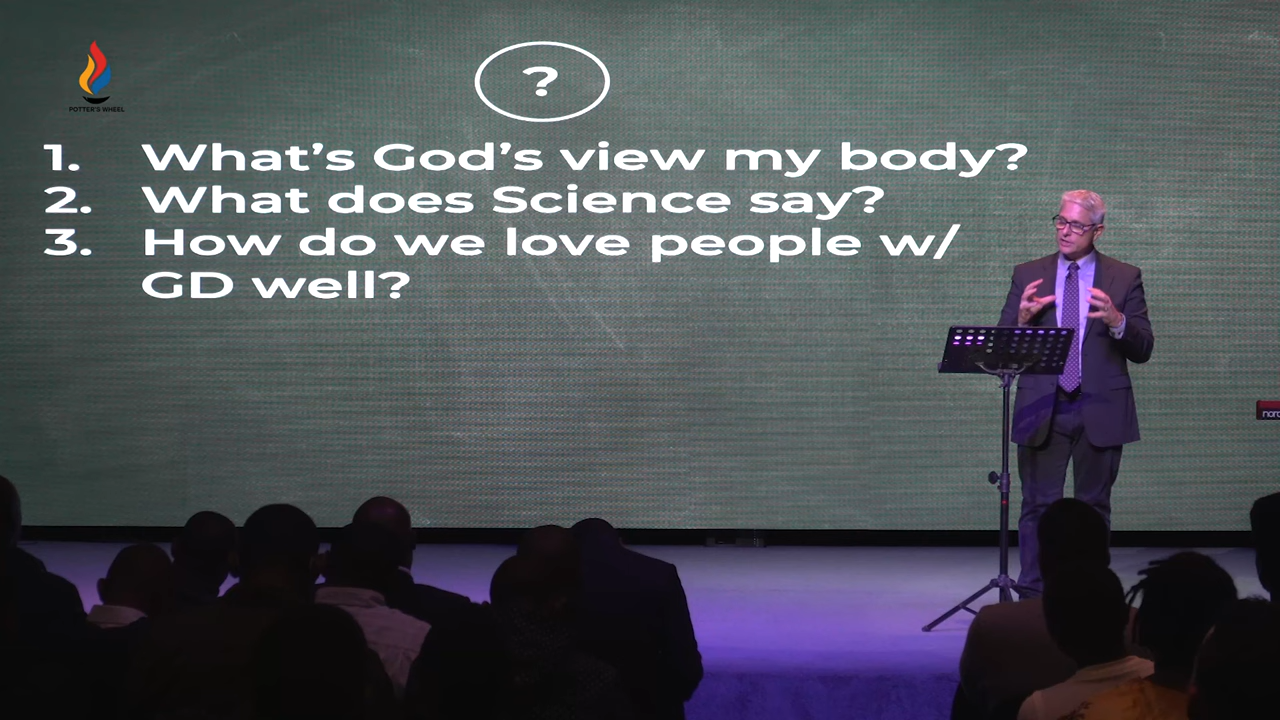 POTTER'S WHEEL
?
1. What's God's view my body?
2. What does Science say?
3. How do we love people w/
GD well?
nord